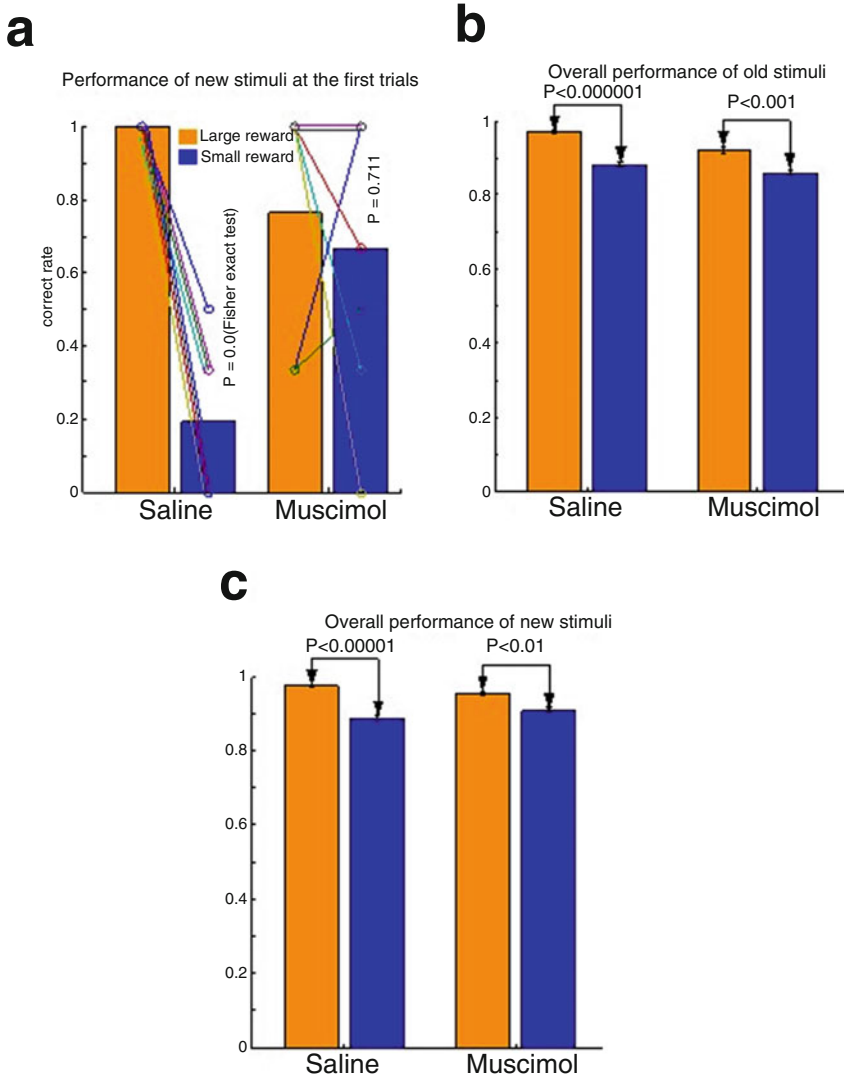 a
Performance of new stimuli at the first trials
Large reward
Small reward
correct rate
1
0.8
0.6
0.4
0.2
0
P = 0.0(Fisher exact test)
P = 0.711
Saline
Muscimol
b
Overall performance of old stimuli
P<0.000001
P<0.001
1
0.8
0.6
0.4
0.2
0
Saline
Muscimol
c
Overall performance of new stimuli
P<0.00001
P<0.01
1
0.8
0.6
0.4
0.2
0
Saline
Muscimol